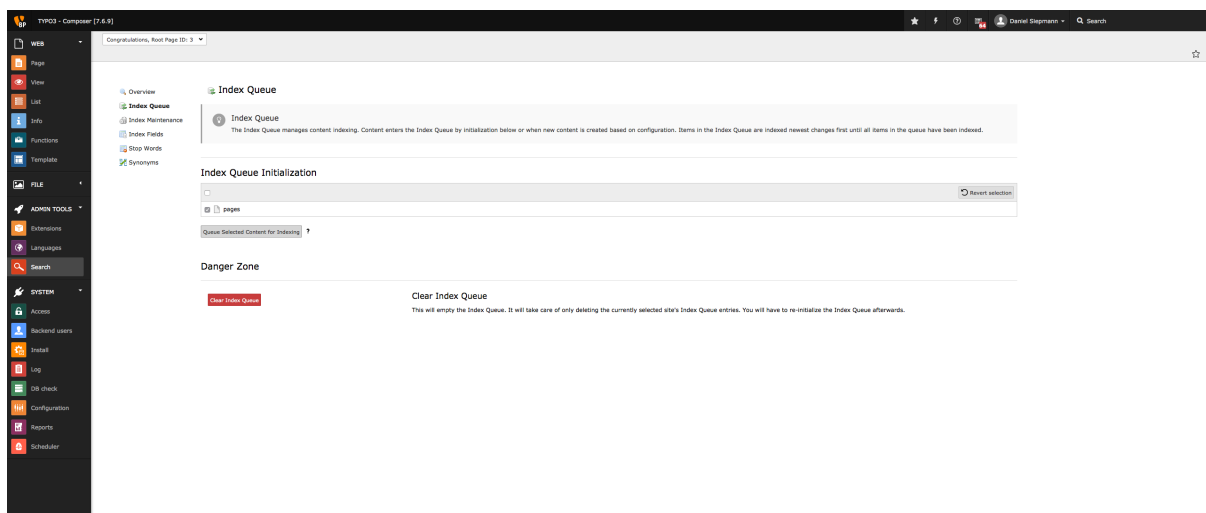 TYPO3 - Composer [7.6.9]
64
Daniel Siepmann
Search
WEB
Page
View
List
Info
Functions
Template
FILE
ADMIN TOOLS
Extensions
Languages
Search
SYSTEM
Access
Backend users
Install
Log
DB check
Configuration
Reports
Scheduler
Congratulations, Root Page ID: 3
Overview
Index Queue
Index Maintenance
Index Fields
Stop Words
Synonyms
Index Queue
Index Queue
The Index Queue manages content indexing. Content enters the Index Queue by initialization below or when new content is created based on configuration. Items in the Index Queue are indexed newest changes first until all items in the queue have been indexed.
Index Queue Initialization
Revert selection
pages
Queue Selected Content for Indexing ?
Danger Zone
Clear Index Queue
Clear Index Queue
This will empty the Index Queue. It will take care of only deleting the currently selected site's Index Queue entries. You will have to re-initialize the Index Queue afterwards.